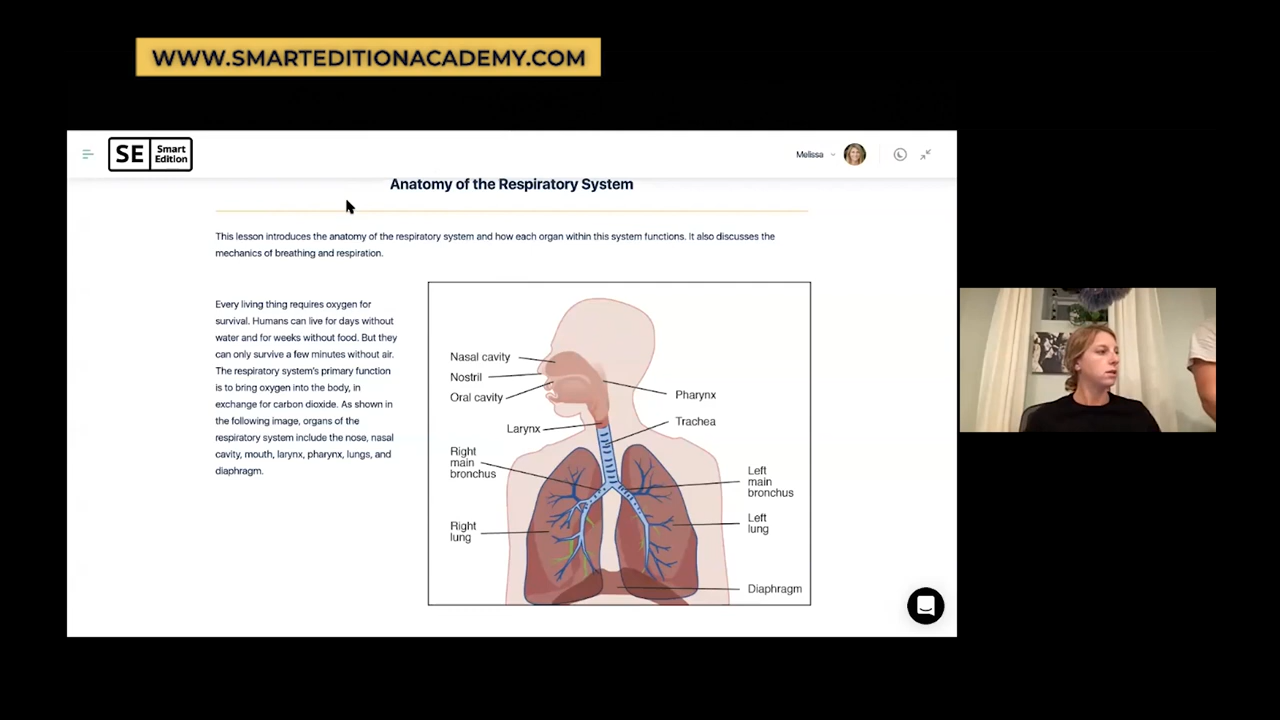 WWW.SMARTEDITIONACADEMY.COM
SE Smart
Edition
Melissa
Anatomy of the Respiratory System
This lesson introduces the anatomy of the respiratory system and how each organ within this system functions. It also discusses the
mechanics of breathing and respiration.
Every living thing requires oxygen for
survival. Humans can live for days without
water and for weeks without food. But they
can only survive a few minutes without air.
The respiratory system's primary function
is to bring oxygen into the body, in
exchange for carbon dioxide. As shown in
the following image, organs of the
respiratory system include the nose, nasal
cavity, mouth, larynx, pharynx, lungs, and
diaphragm.
Nasal cavity
Nostril
Oral cavity
Pharynx
Trachea
Larynx
Right
main
bronchus
Left
main
bronchus
Right
lung
Left
lung
Diaphragm